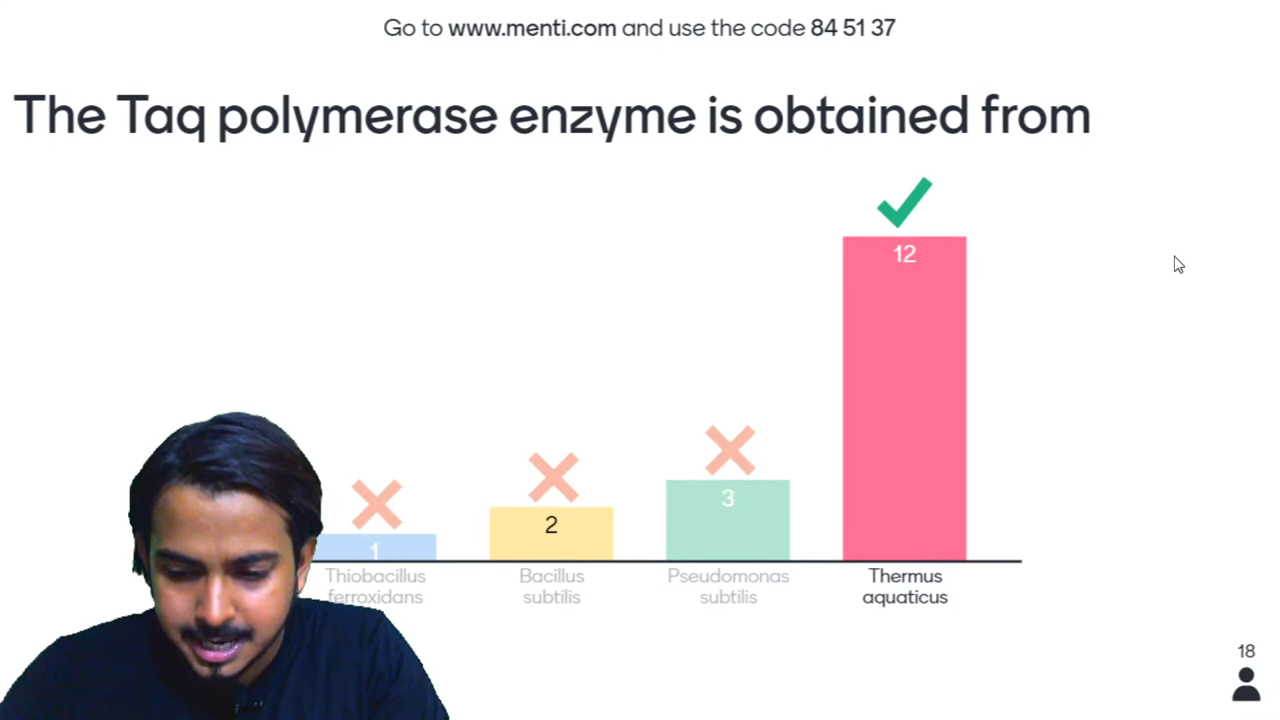 Go to www.menti.com and use the code 84 51 37
The Taq polymerase enzyme is obtained from
12
3
2
1
Thiobacillus
ferroxidans
Bacillus
subtilis
Pseudomonas
subtilis
Thermus
aquaticus
18